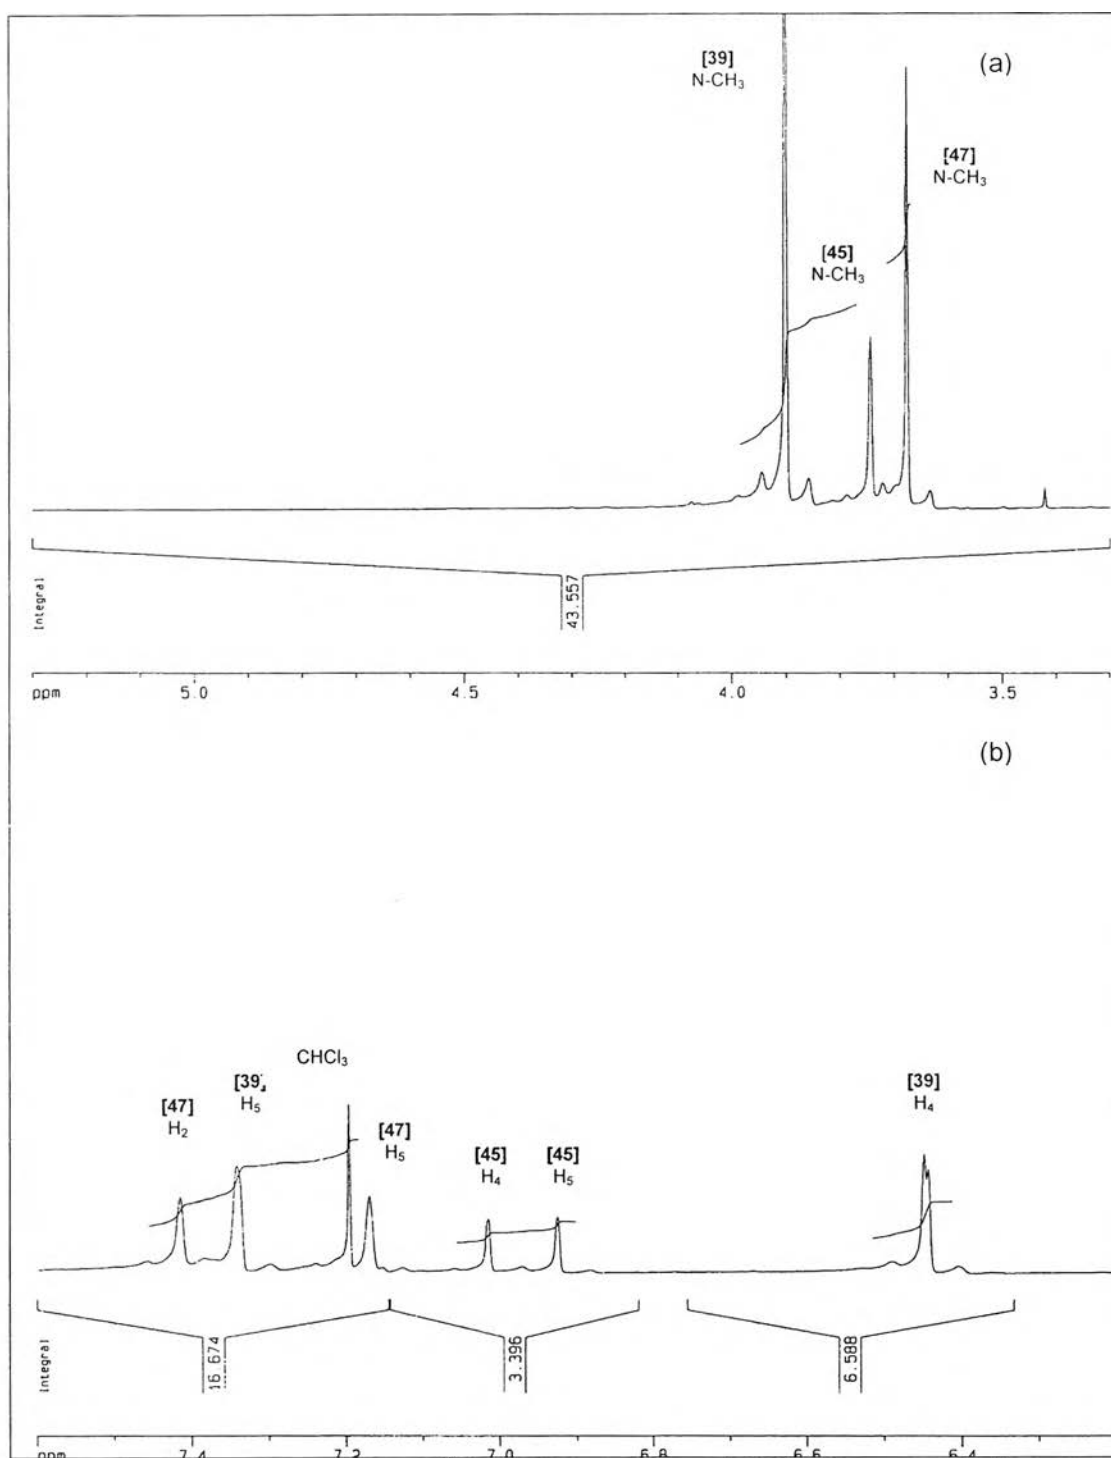 (a)
[39]
N-CH₃
[47]
N-CH₃
[45]
N-CH₃
Integral
43.557
ppm 5.0 4.5 4.0 3.5
(b)
CHCl₃
[39]
H₅
[47]
H₂
[47]
H₅
[45]
H₄
[45]
H₅
[39]
H₄
Integral
16.674
3.396
6.588
ppm 7.4 7.2 7.0 6.8 6.6 6.4